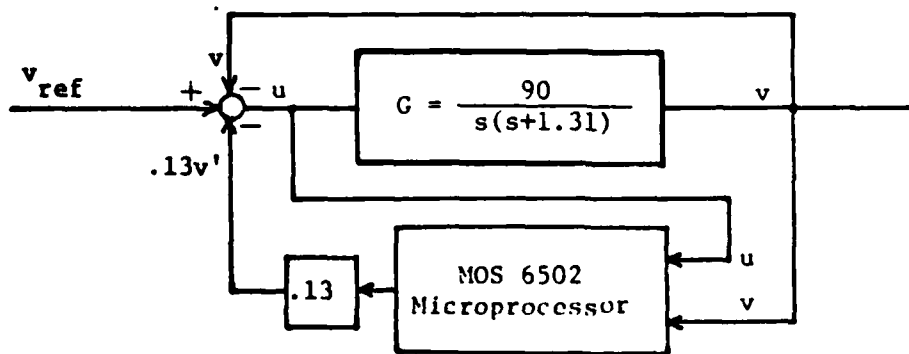 v
v_ref
+
−
u
G = 90 / s(s+1.31)
v
−
.13v'
.13
MOS 6502
Microprocessor
u
v